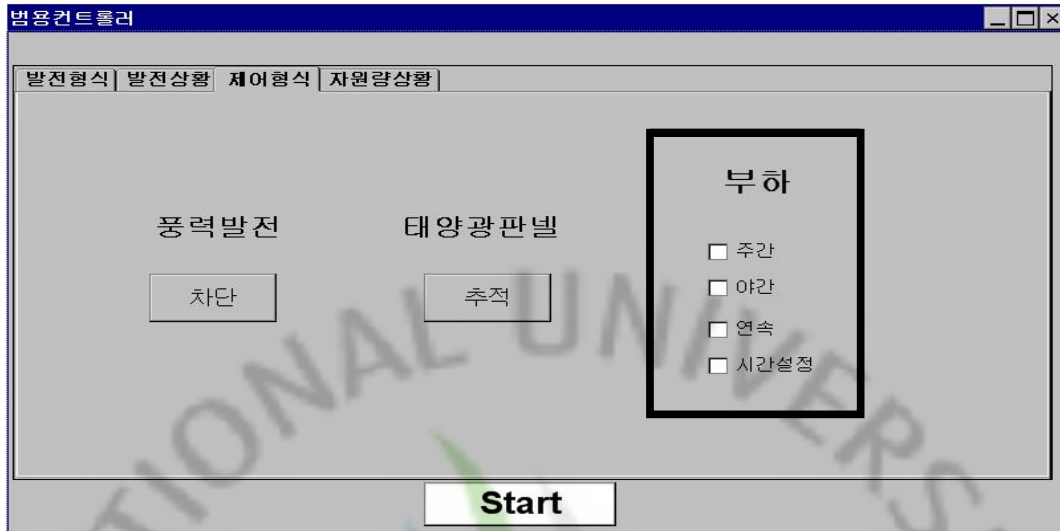 범용컨트롤러
발전형식 발전상황 제어형식 자원량상황
부하
풍력발전 태양광판넬
주간
차단 추적
야간
연속
시간설정
Start
TIONAL UNIVERS